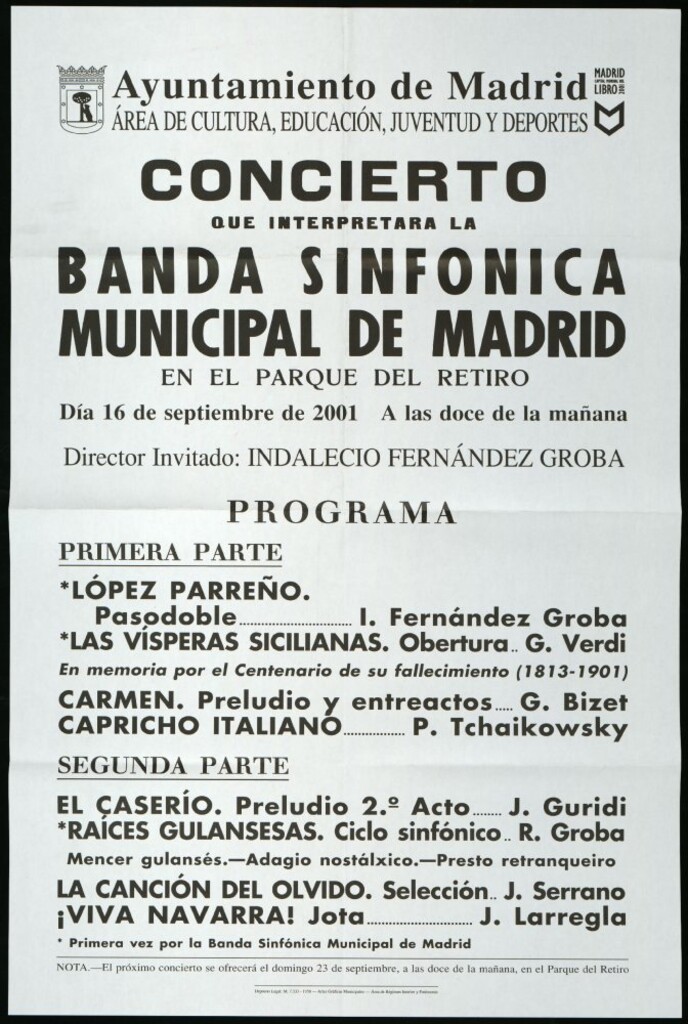 Ayuntamiento de Madrid
ÁREA DE CULTURA, EDUCACIÓN, JUVENTUD Y DEPORTES
MADRID
CAPITAL MUNDIAL DEL
LIBRO 2001
CONCIERTO
QUE INTERPRETARA LA
BANDA SINFONICA
MUNICIPAL DE MADRID
EN EL PARQUE DEL RETIRO
Día 16 de septiembre de 2001 A las doce de la mañana
Director Invitado: INDALECIO FERNÁNDEZ GROBA
PROGRAMA
PRIMERA PARTE
*LÓPEZ PARREÑO.
Pasodoble............................ I. Fernández Groba
*LAS VÍSPERAS SICILIANAS. Obertura.. G. Verdi
En memoria por el Centenario de su fallecimiento (1813-1901)
CARMEN. Preludio y entreactos..... G. Bizet
CAPRICHO ITALIANO................. P. Tchaikowsky
SEGUNDA PARTE
EL CASERÍO. Preludio 2.º Acto........ J. Guridi
*RAÍCES GULANSESAS. Ciclo sinfónico.. R. Groba
Mencer gulansés.—Adagio nostálxico.—Presto retranqueiro
LA CANCIÓN DEL OLVIDO. Selección.. J. Serrano
¡VIVA NAVARRA! Jota.......................... J. Larregla
* Primera vez por la Banda Sinfónica Municipal de Madrid
NOTA.—El próximo concierto se ofrecerá el domingo 23 de septiembre, a las doce de la mañana, en el Parque del Retiro